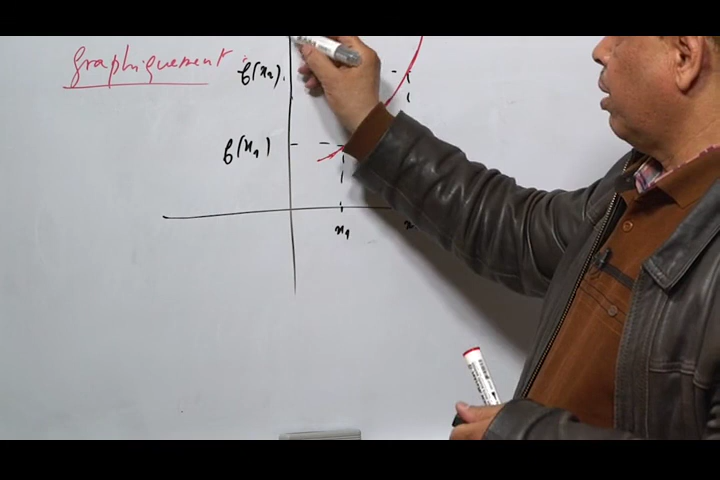 Graphiquement
f(x₂)
f(x₁)
x₁
x